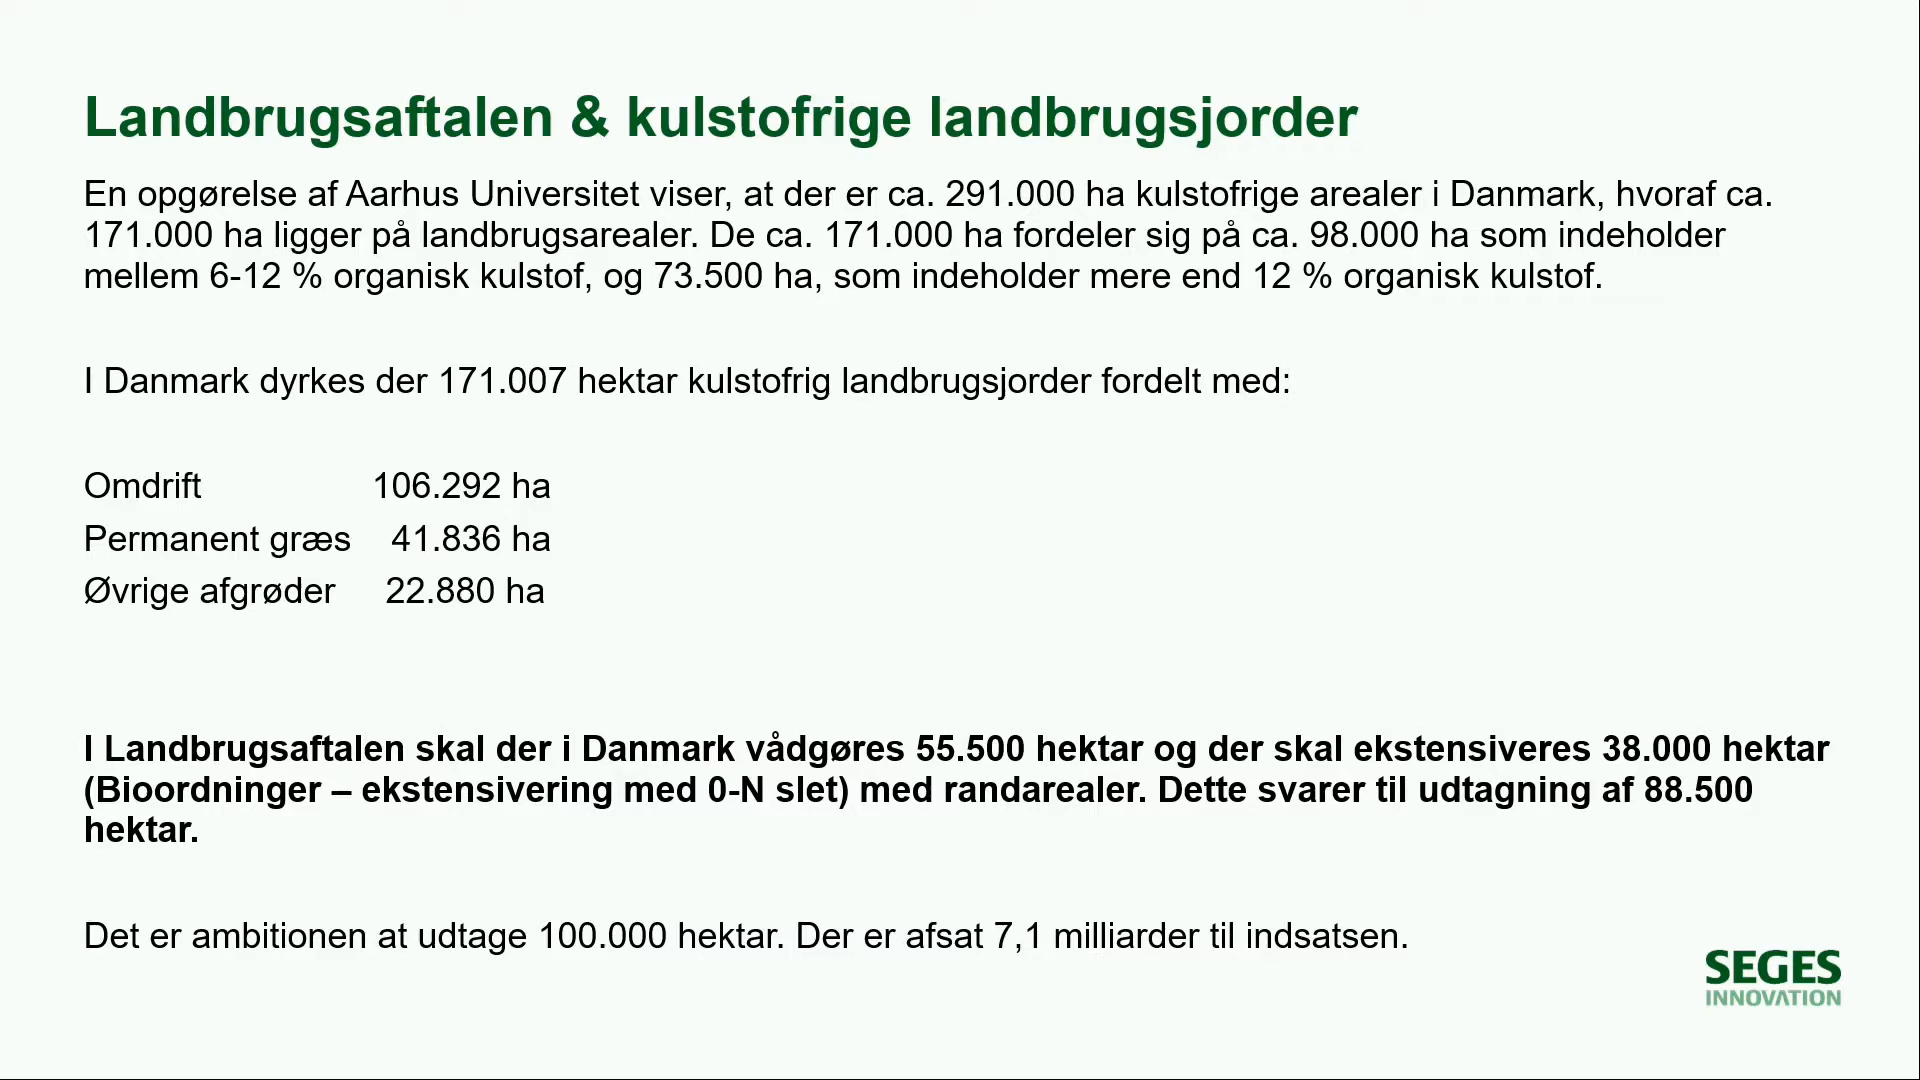 Landbrugsaftalen & kulstofrige landbrugsjorder
En opgørelse af Aarhus Universitet viser, at der er ca. 291.000 ha kulstofrige arealer i Danmark, hvoraf ca.
171.000 ha ligger på landbrugsarealer. De ca. 171.000 ha fordeler sig på ca. 98.000 ha som indeholder
mellem 6-12 % organisk kulstof, og 73.500 ha, som indeholder mere end 12 % organisk kulstof.
I Danmark dyrkes der 171.007 hektar kulstofrig landbrugsjorder fordelt med:
Omdrift 106.292 ha
Permanent græs 41.836 ha
Øvrige afgrøder 22.880 ha
I Landbrugsaftalen skal der i Danmark vådgøres 55.500 hektar og der skal ekstensiveres 38.000 hektar
(Bioordninger – ekstensivering med 0-N slet) med randarealer. Dette svarer til udtagning af 88.500
hektar.
Det er ambitionen at udtage 100.000 hektar. Der er afsat 7,1 milliarder til indsatsen.
SEGES
INNOVATION